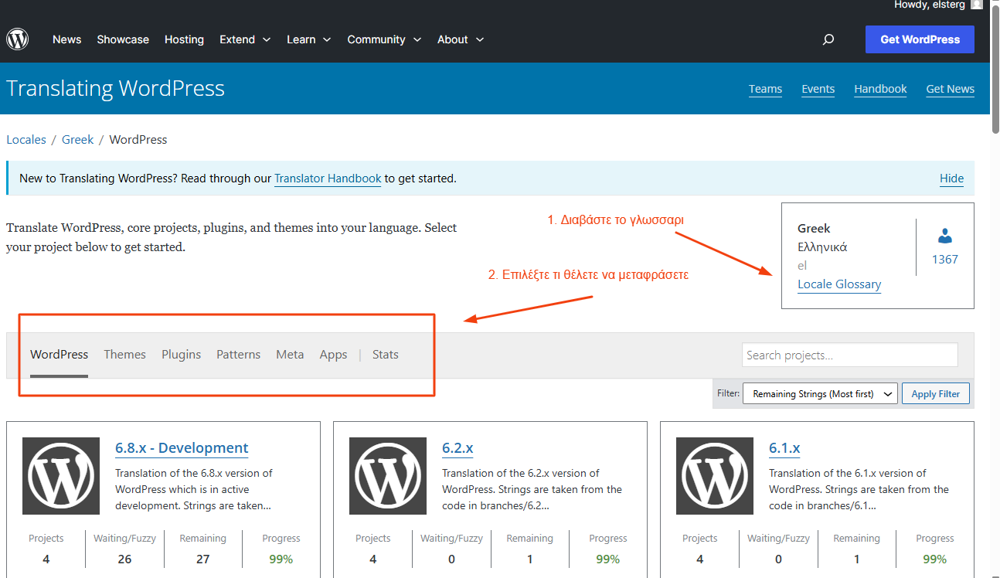 Howdy, elsterg
News Showcase Hosting Extend Learn Community About Get WordPress
Translating WordPress
Teams Events Handbook Get News
Locales / Greek / WordPress
New to Translating WordPress? Read through our Translator Handbook to get started.
Hide
Translate WordPress, core projects, plugins, and themes into your language. Select
your project below to get started.
1. Διαβάστε το γλωσσαρι
2. Επιλέξτε τι θέλετε να μεταφράσετε
Greek
Ελληνικά
el
Locale Glossary
1367
WordPress Themes Plugins Patterns Meta Apps | Stats
Search projects...
Filter: Remaining Strings (Most first) Apply Filter
6.8.x - Development
Translation of the 6.8.x version of
WordPress which is in active
development. Strings are taken...
Projects Waiting/Fuzzy Remaining Progress
4 26 27 99%
6.2.x
Translation of the 6.2.x version of
WordPress. Strings are taken from the
code in branches/6.2...
Projects Waiting/Fuzzy Remaining Progress
4 0 1 99%
6.1.x
Translation of the 6.1.x version of
WordPress. Strings are taken from the
code in branches/6.1...
Projects Waiting/Fuzzy Remaining Progress
4 0 1 99%